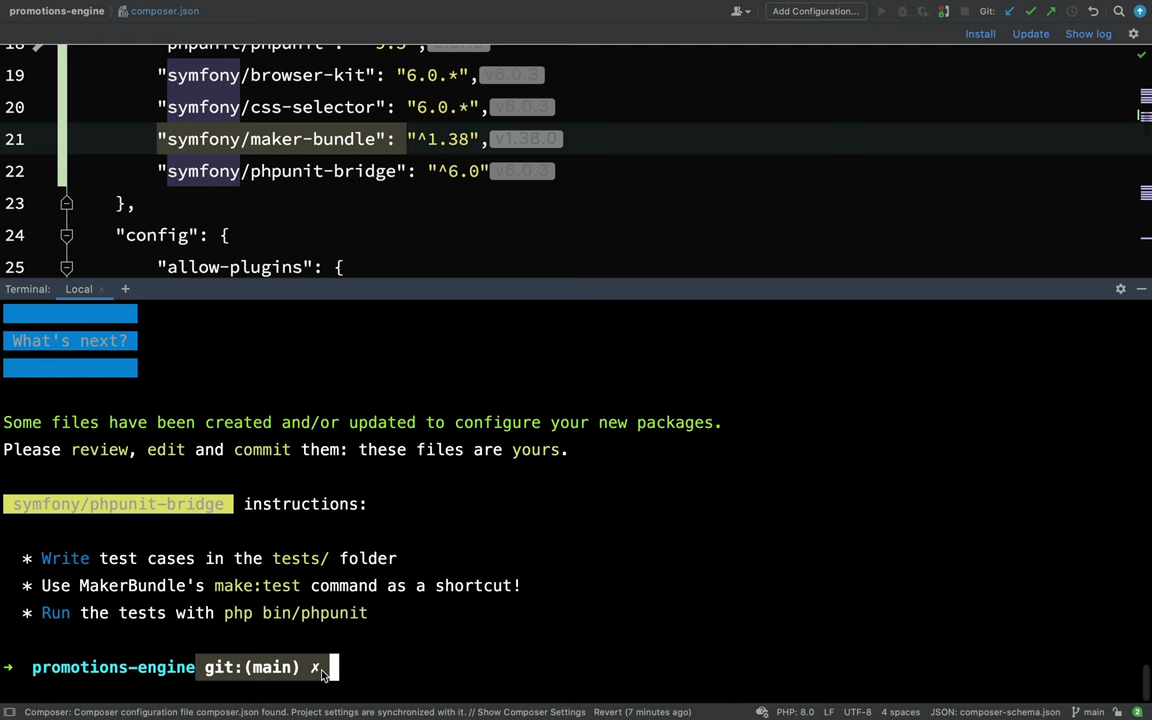 promotions-engine composer.json Add Configuration... Git:
Install Update Show log
18 "phpunit/phpunit": "^9.5",
19 "symfony/browser-kit": "6.0.*", v6.0.3
20 "symfony/css-selector": "6.0.*", v6.0.3
21 "symfony/maker-bundle": "^1.38", v1.38.0
22 "symfony/phpunit-bridge": "^6.0" v6.0.3
23 },
24 "config": {
25 "allow-plugins": {
Terminal: Local × +
What's next?
Some files have been created and/or updated to configure your new packages.
Please review, edit and commit them: these files are yours.
symfony/phpunit-bridge instructions:
* Write test cases in the tests/ folder
* Use MakerBundle's make:test command as a shortcut!
* Run the tests with php bin/phpunit
→ promotions-engine git:(main) ✗
Composer: Composer configuration file composer.json found. Project settings are synchronized with it. // Show Composer Settings Revert (7 minutes ago) PHP: 8.0 LF UTF-8 4 spaces JSON: composer-schema.json main 2